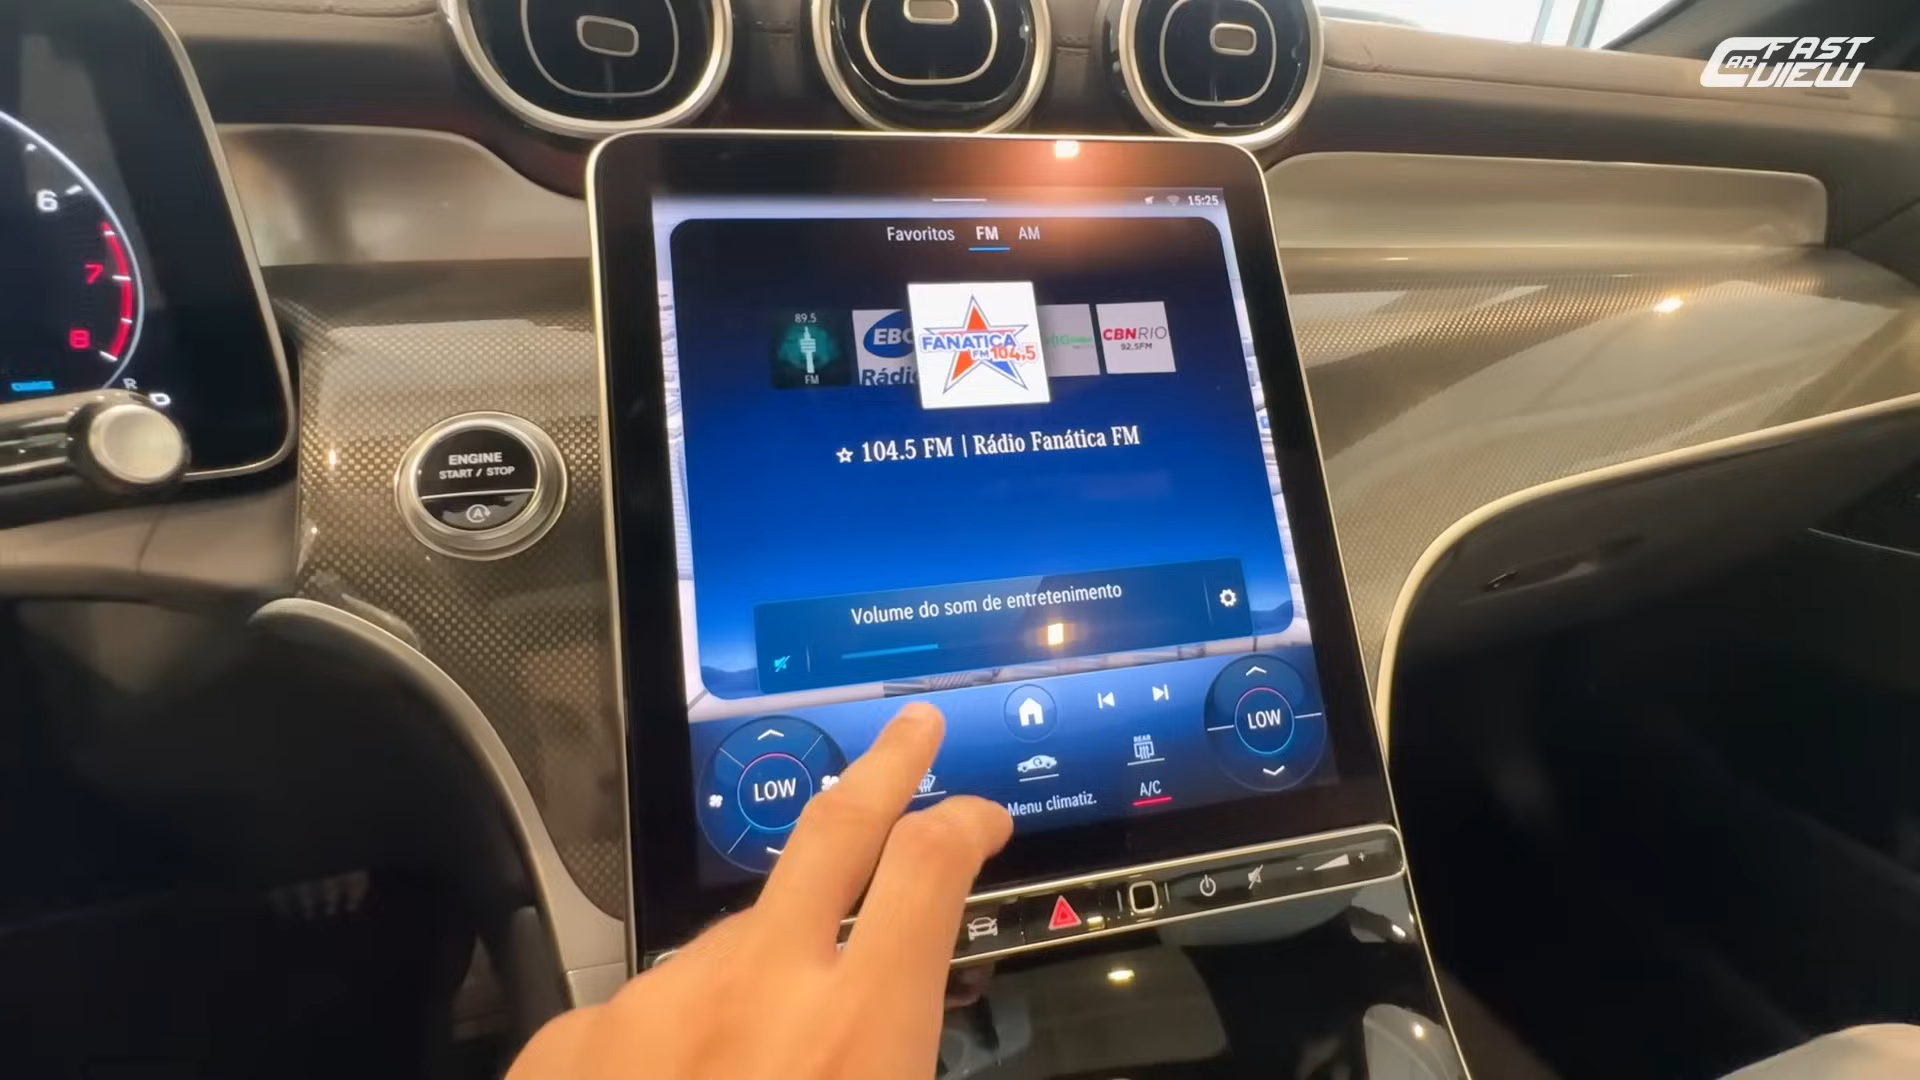 FAST
CAR VIEW
15:25
Favoritos FM AM
6
7
8
89.5
FM
EBC
Rádio
FANATICA
FM 104,5
CBNRIO
92,5FM
☆ 104.5 FM | Rádio Fanática FM
ENGINE
START / STOP
A
CHARGE
R
D
Volume do som de entretenimento
LOW
LOW
REAR
Menu climatiz.
A/C
- +